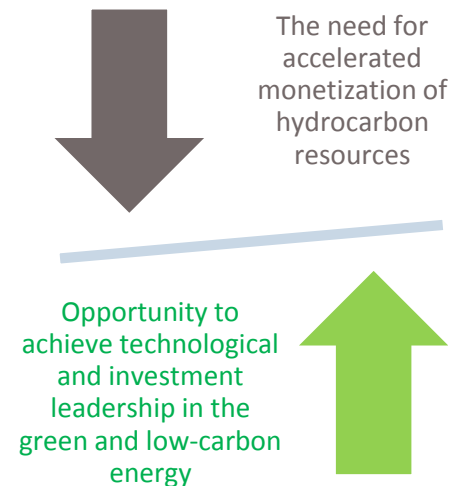 The need for
accelerated
monetization of
hydrocarbon
resources
Opportunity to
achieve technological
and investment
leadership in the
green and low-carbon
energy